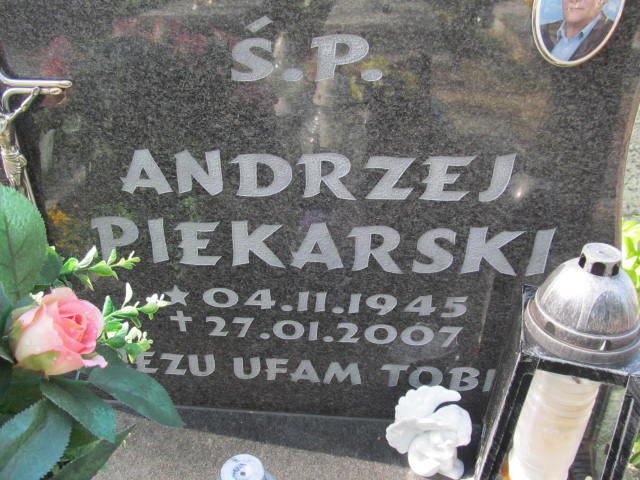 Ś.P.
ANDRZEJ
PIEKARSKI
★ 04.11.1945
✝ 27.01.2007
EZU UFAM TOBI